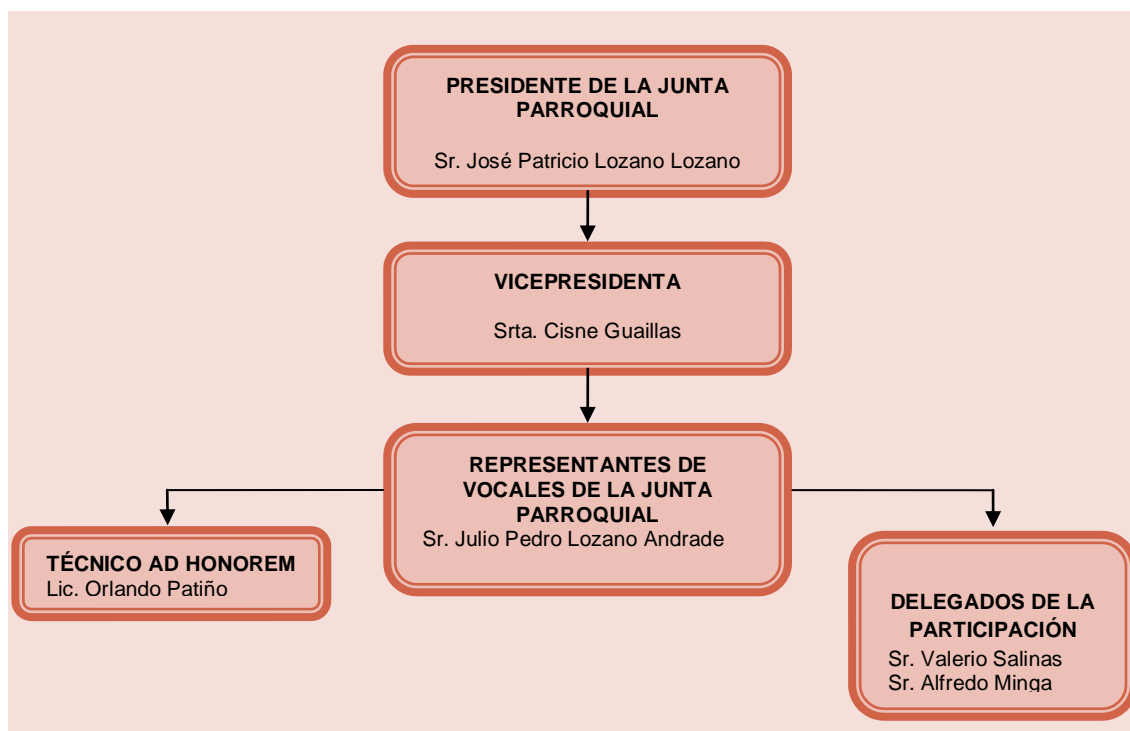 PRESIDENTE DE LA JUNTA
PARROQUIAL
Sr. José Patricio Lozano Lozano
VICEPRESIDENTA
Srta. Cisne Guaillas
REPRESENTANTES DE
VOCALES DE LA JUNTA
PARROQUIAL
Sr. Julio Pedro Lozano Andrade
TÉCNICO AD HONOREM
Lic. Orlando Patiño
DELEGADOS DE LA
PARTICIPACIÓN
Sr. Valerio Salinas
Sr. Alfredo Minga